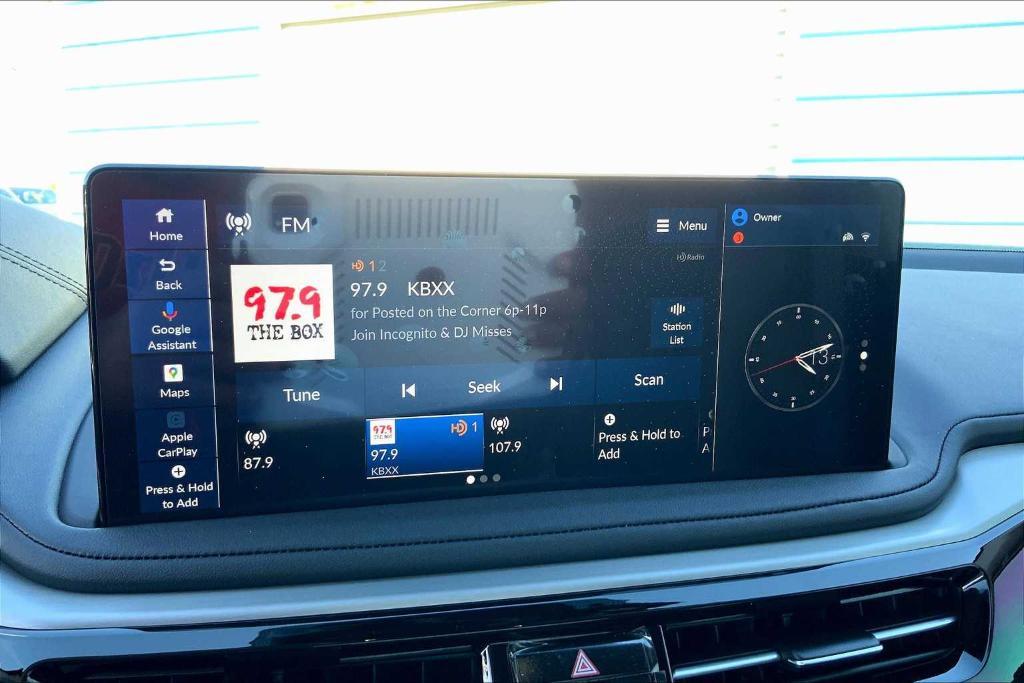 Home
Back
Google
Assistant
Maps
Apple
CarPlay
Press & Hold
to Add
FM
Menu
HD Radio
97.9
THE BOX
HD 1 2
97.9 KBXX
for Posted on the Corner 6p-11p
Join Incognito & DJ Misses
Station
List
Tune
Seek
Scan
87.9
97.9
THE BOX
HD 1
97.9
KBXX
107.9
Press & Hold to
Add
P
A
Owner
13